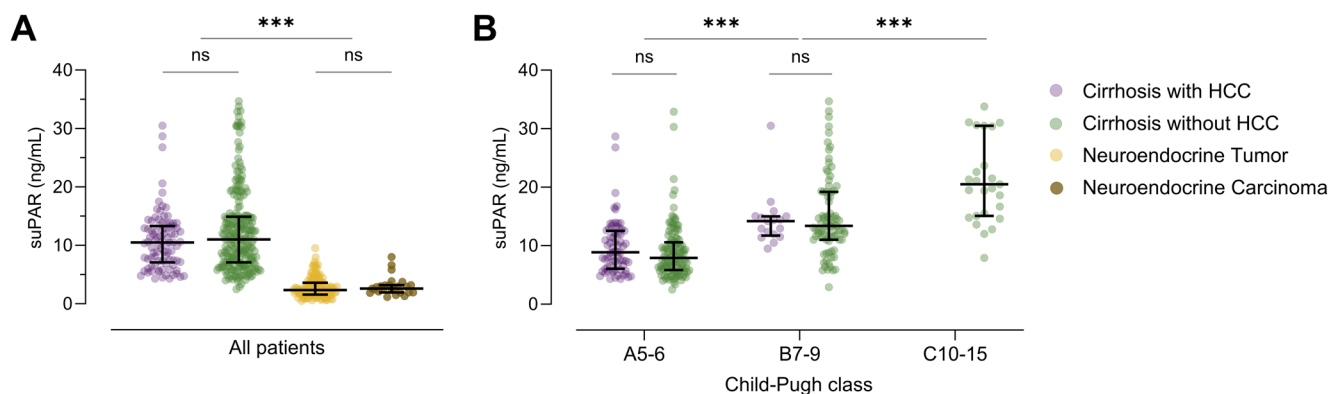 A
***
ns
ns
suPAR (ng/mL)
40
30
20
10
0
All patients
B
***
***
ns
ns
suPAR (ng/mL)
40
30
20
10
0
A5-6
B7-9
C10-15
Child-Pugh class
Cirrhosis with HCC
Cirrhosis without HCC
Neuroendocrine Tumor
Neuroendocrine Carcinoma